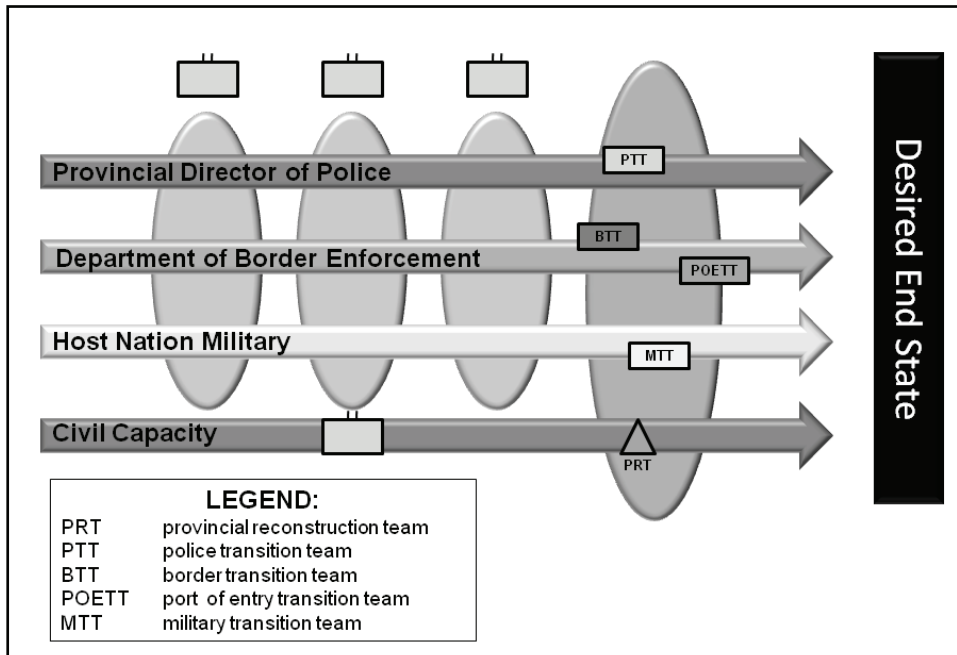 PTT
Provincial Director of Police
BTT
Department of Border Enforcement
POETT
Host Nation Military
MTT
Civil Capacity
PRT
Desired End State
LEGEND:
PRT provincial reconstruction team
PTT police transition team
BTT border transition team
POETT port of entry transition team
MTT military transition team